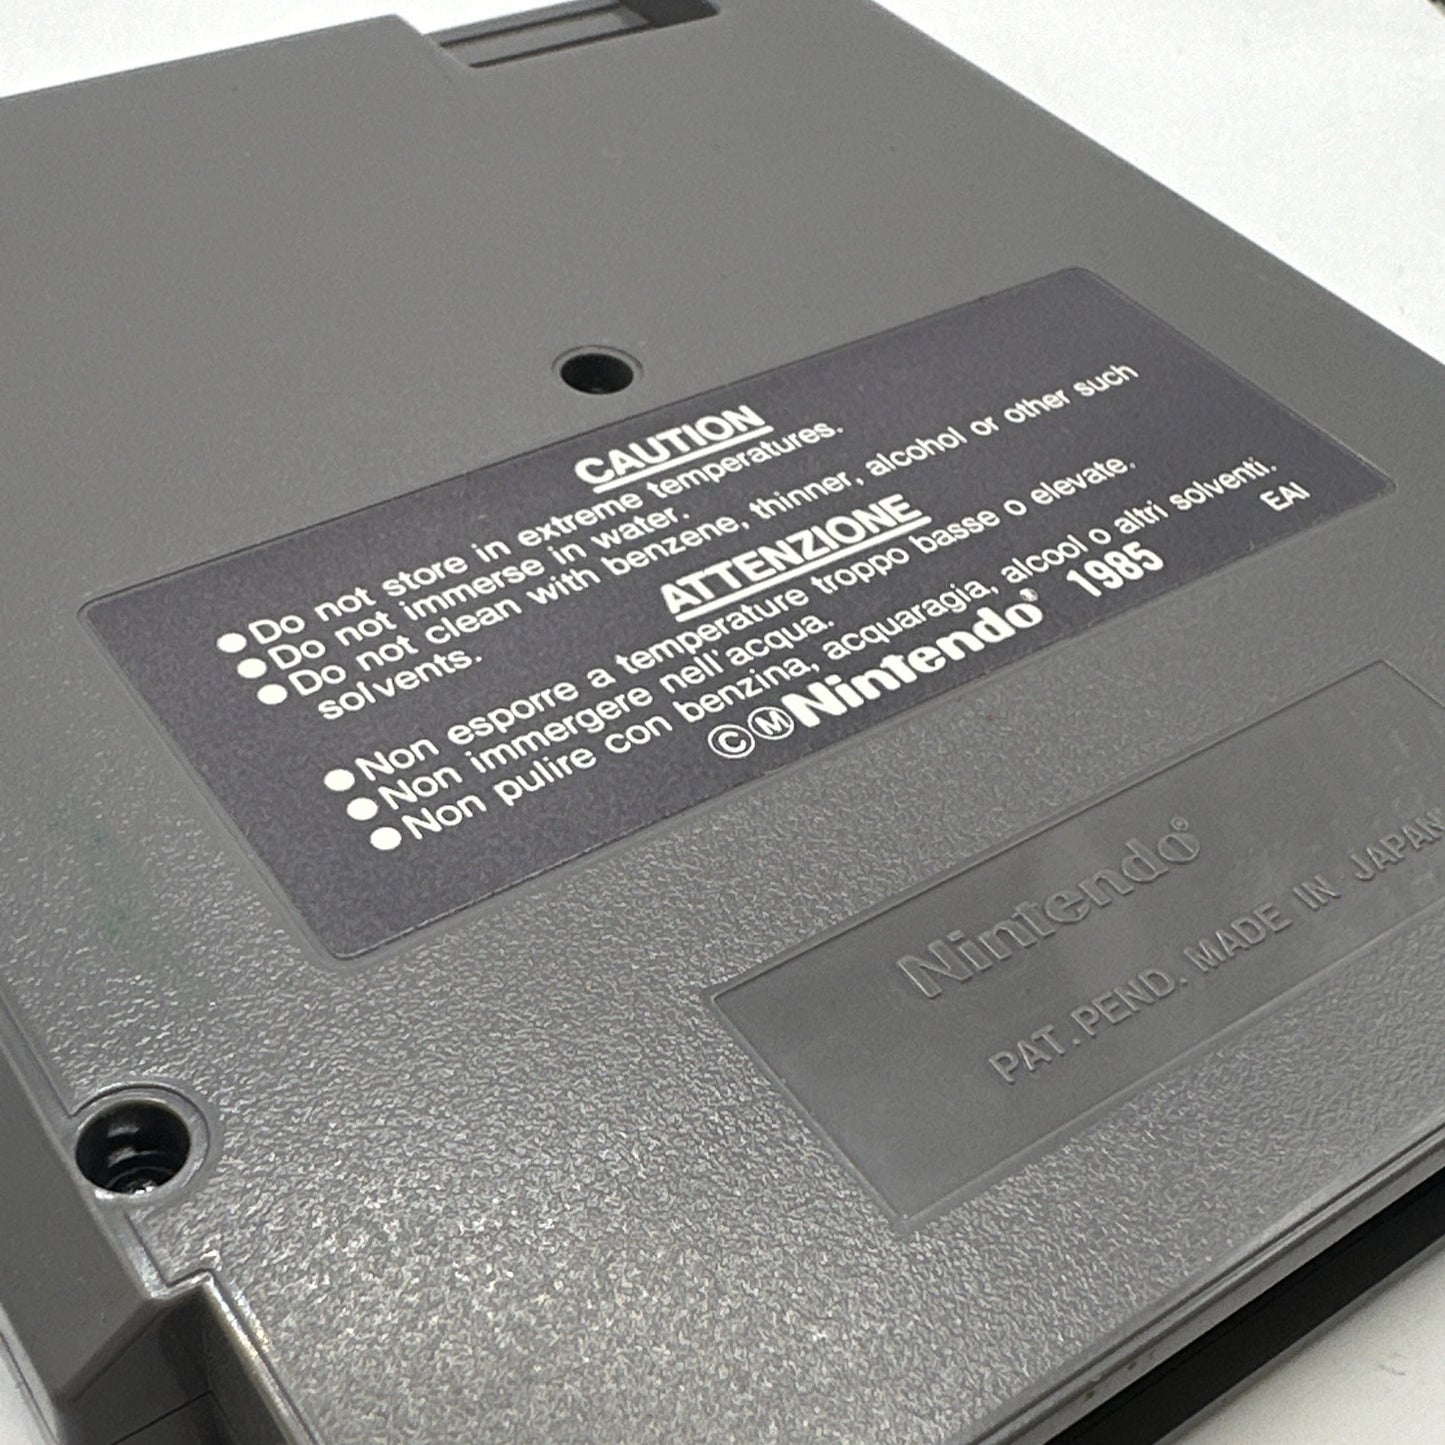 CAUTION
●Do not store in extreme temperatures.
●Do not immerse in water.
●Do not clean with benzene, thinner, alcohol or other such
solvents.
ATTENZIONE
●Non esporre a temperature troppo basse o elevate.
●Non immergere nell'acqua.
●Non pulire con benzina, acquaragia, alcool o altri solventi.
©ⓂNintendo® 1985
EAI
Nintendo®
PAT. PEND. MADE IN JAPAN